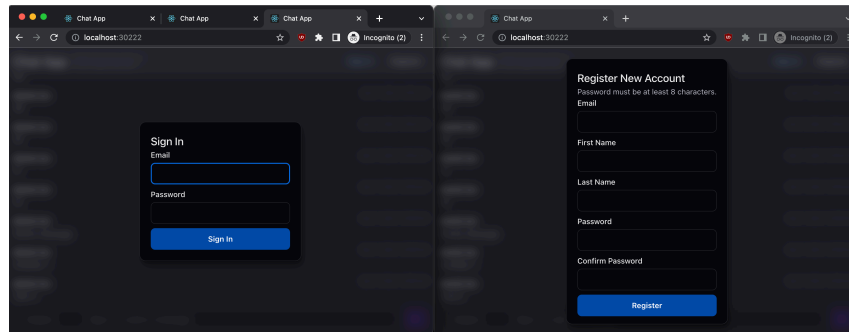 Chat App
Chat App
Chat App
localhost:30222
Incognito (2)
Sign In
Email
Password
Sign In
Chat App
localhost:30222
Incognito (2)
Register New Account
Password must be at least 8 characters.
Email
First Name
Last Name
Password
Confirm Password
Register